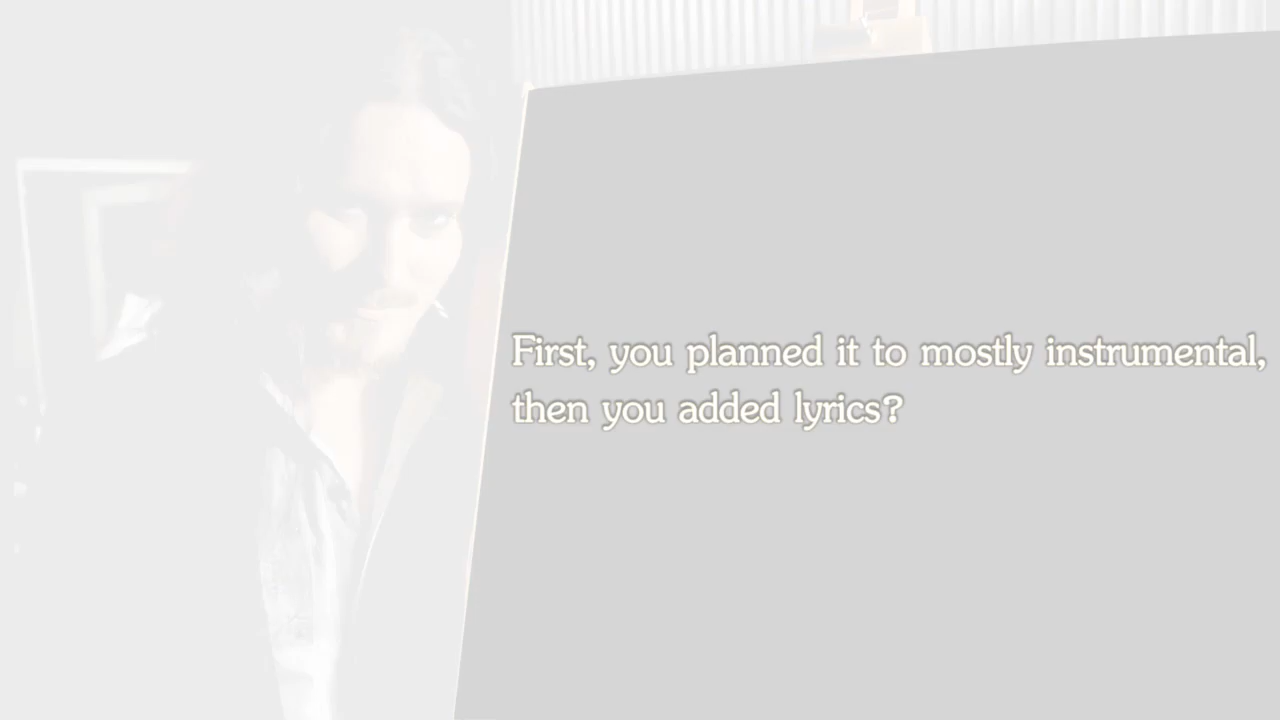 First, you planned it to mostly instrumental,
then you added lyrics?